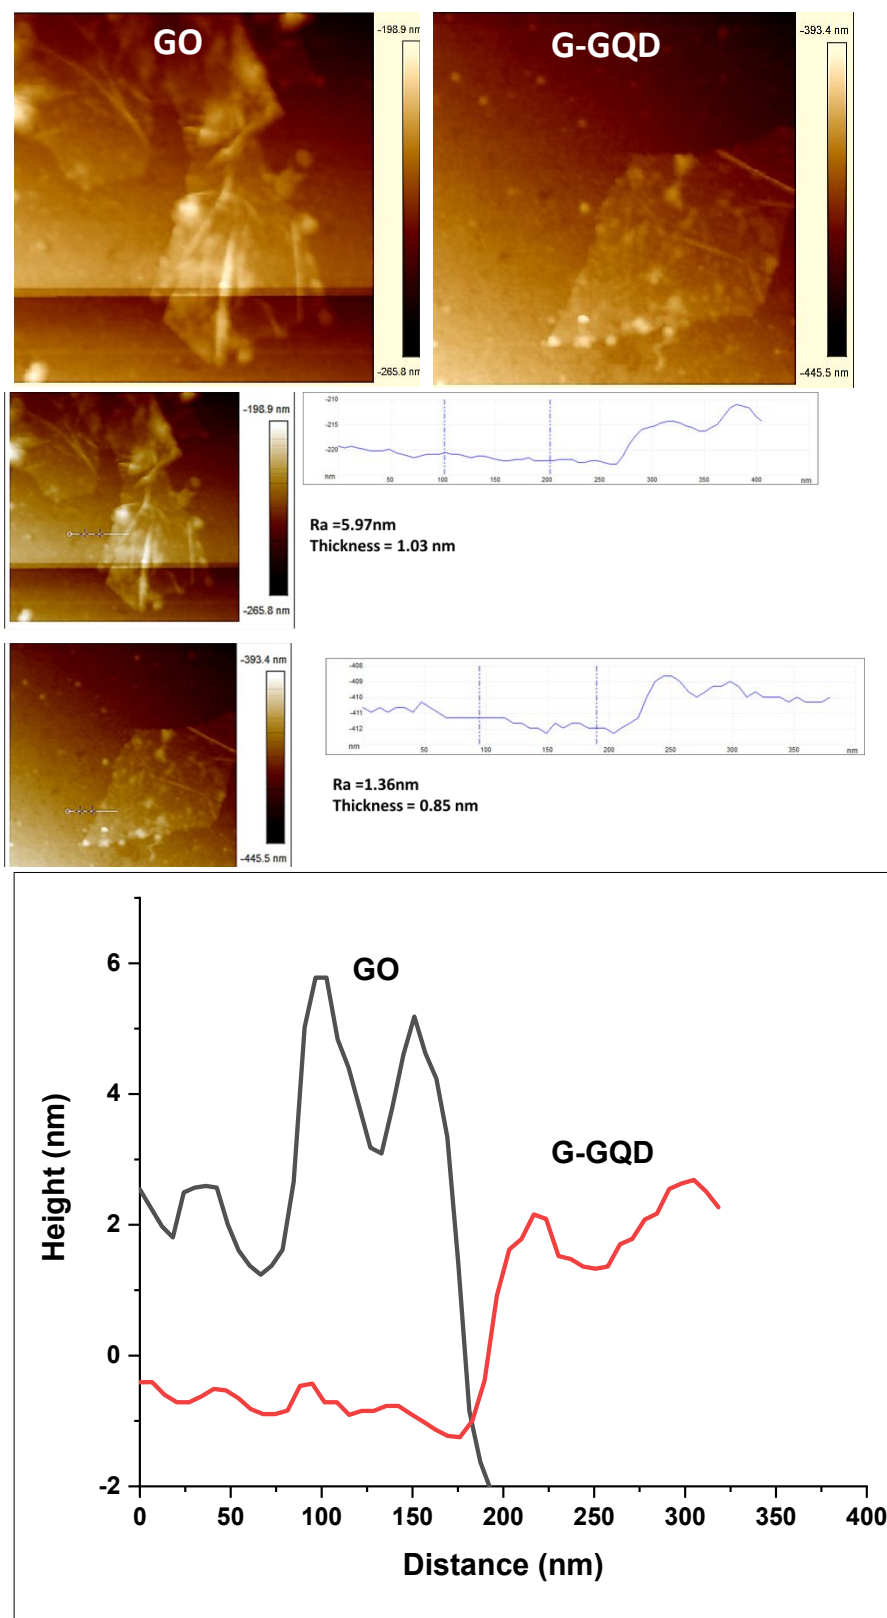 GO
-198.9 nm
-265.8 nm
G-GQD
-393.4 nm
-445.5 nm
-198.9 nm
-265.8 nm
-210
-215
-220
nm
50
100
150
200
250
300
350
400
nm
Ra =5.97nm
Thickness = 1.03 nm
-393.4 nm
-445.5 nm
-408
-409
-410
-411
-412
nm
50
100
150
200
250
300
350
nm
Ra =1.36nm
Thickness = 0.85 nm
6
4
2
0
-2
Height (nm)
GO
G-GQD
0
50
100
150
200
250
300
350
400
Distance (nm)